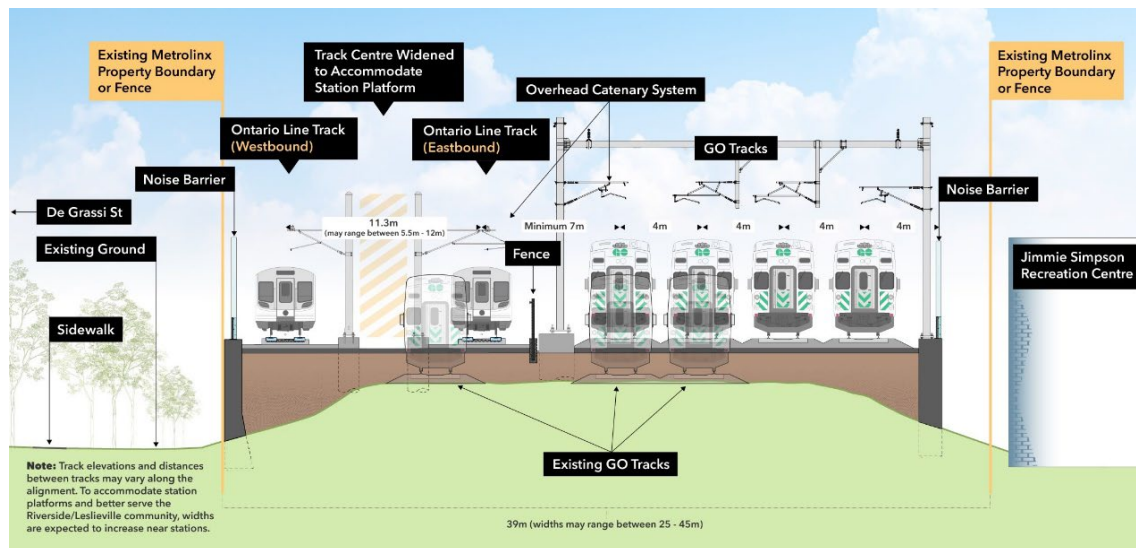 Existing Metrolinx
Property Boundary
or Fence
Track Centre Widened
to Accommodate
Station Platform
Existing Metrolinx
Property Boundary
or Fence
Overhead Catenary System
Ontario Line Track
(Westbound)
Ontario Line Track
(Eastbound)
GO Tracks
Noise Barrier
Noise Barrier
De Grassi St
11.3m
(may range between 5.5m - 12m)
Minimum 7m
4m
4m
4m
4m
Existing Ground
Fence
Jimmie Simpson
Recreation Centre
GO
GO
GO
GO
Sidewalk
Existing GO Tracks
Note: Track elevations and distances
between tracks may vary along the
alignment. To accommodate station
platforms and better serve the
Riverside/Leslieville community, widths
are expected to increase near stations.
39m (widths may range between 25 - 45m)